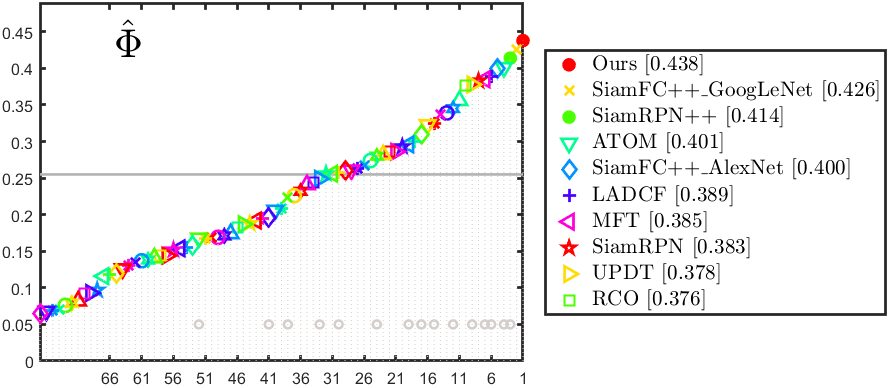 Φ̂
0.45
0.4
0.35
0.3
0.25
0.2
0.15
0.1
0.05
0
66 61 56 51 46 41 36 31 26 21 16 11 6 1
Ours [0.438]
SiamFC++_GoogLeNet [0.426]
SiamRPN++ [0.414]
ATOM [0.401]
SiamFC++_AlexNet [0.400]
LADCF [0.389]
MFT [0.385]
SiamRPN [0.383]
UPDT [0.378]
RCO [0.376]